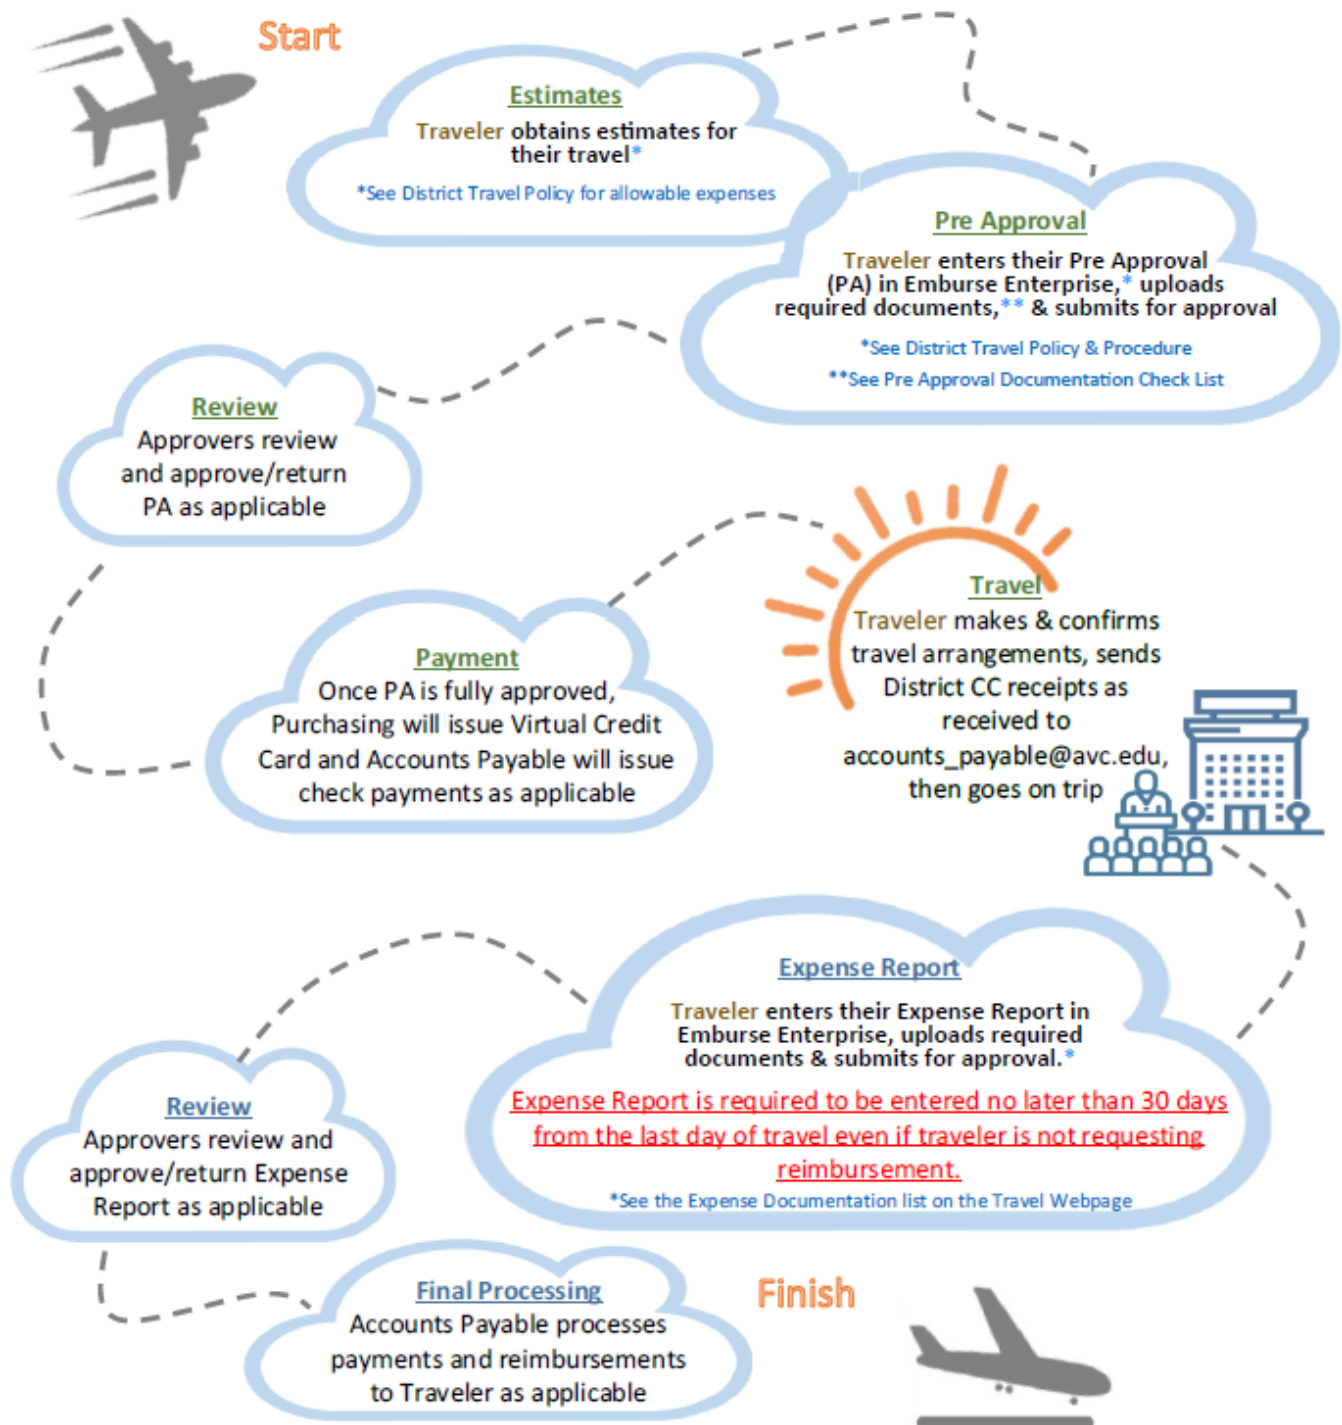 Start
Estimates
Traveler obtains estimates for
their travel*
*See District Travel Policy for allowable expenses
Pre Approval
Traveler enters their Pre Approval
(PA) in Emburse Enterprise,* uploads
required documents,** & submits for approval
*See District Travel Policy & Procedure
**See Pre Approval Documentation Check List
Review
Approvers review
and approve/return
PA as applicable
Payment
Once PA is fully approved,
Purchasing will issue Virtual Credit
Card and Accounts Payable will issue
check payments as applicable
Travel
Traveler makes & confirms
travel arrangements, sends
District CC receipts as
received to
accounts_payable@avc.edu,
then goes on trip
Expense Report
Traveler enters their Expense Report in
Emburse Enterprise, uploads required
documents & submits for approval.*
Expense Report is required to be entered no later than 30 days
from the last day of travel even if traveler is not requesting
reimbursement.
*See the Expense Documentation list on the Travel Webpage
Review
Approvers review and
approve/return Expense
Report as applicable
Final Processing
Accounts Payable processes
payments and reimbursements
to Traveler as applicable
Finish